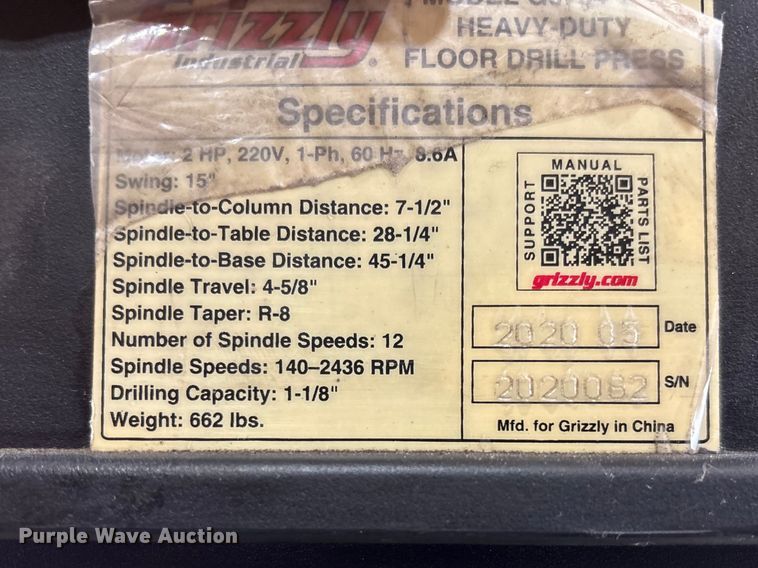 MODEL
Grizzly
Industrial ®
HEAVY-DUTY
FLOOR DRILL PRESS
Specifications
Motor: 2 HP, 220V, 1-Ph, 60 Hz, 8.6A
Swing: 15"
Spindle-to-Column Distance: 7-1/2"
Spindle-to-Table Distance: 28-1/4"
Spindle-to-Base Distance: 45-1/4"
Spindle Travel: 4-5/8"
Spindle Taper: R-8
Number of Spindle Speeds: 12
Spindle Speeds: 140–2436 RPM
Drilling Capacity: 1-1/8"
Weight: 662 lbs.
MANUAL
SUPPORT
PARTS LIST
grizzly.com
2020 05 Date
2020082 S/N
Mfd. for Grizzly in China
Purple Wave Auction